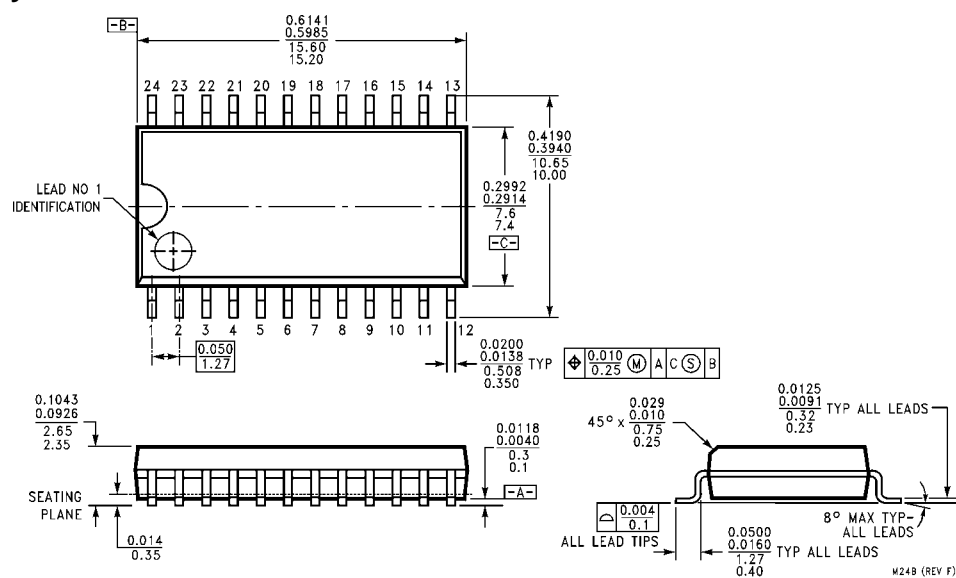 -B-
0.6141
0.5985
15.60
15.20
24 23 22 21 20 19 18 17 16 15 14 13
LEAD NO 1
IDENTIFICATION
0.4190
0.3940
10.65
10.00
0.2992
0.2914
7.6
7.4
-C-
1 2 3 4 5 6 7 8 9 10 11 12
0.050
1.27
0.0200
0.0138 TYP
0.508
0.350
⌖ 0.010 Ⓜ A C Ⓢ B
0.25
0.1043
0.0926
2.65
2.35
SEATING
PLANE
0.014
0.35
0.0118
0.0040
0.3
0.1
-A-
45° x 0.029
0.010
0.75
0.25
0.0125
0.0091 TYP ALL LEADS
0.32
0.23
0.004
0.1
ALL LEAD TIPS
0.0500
0.0160 TYP ALL LEADS
1.27
0.40
8° MAX TYP-
ALL LEADS
M24B (REV F)